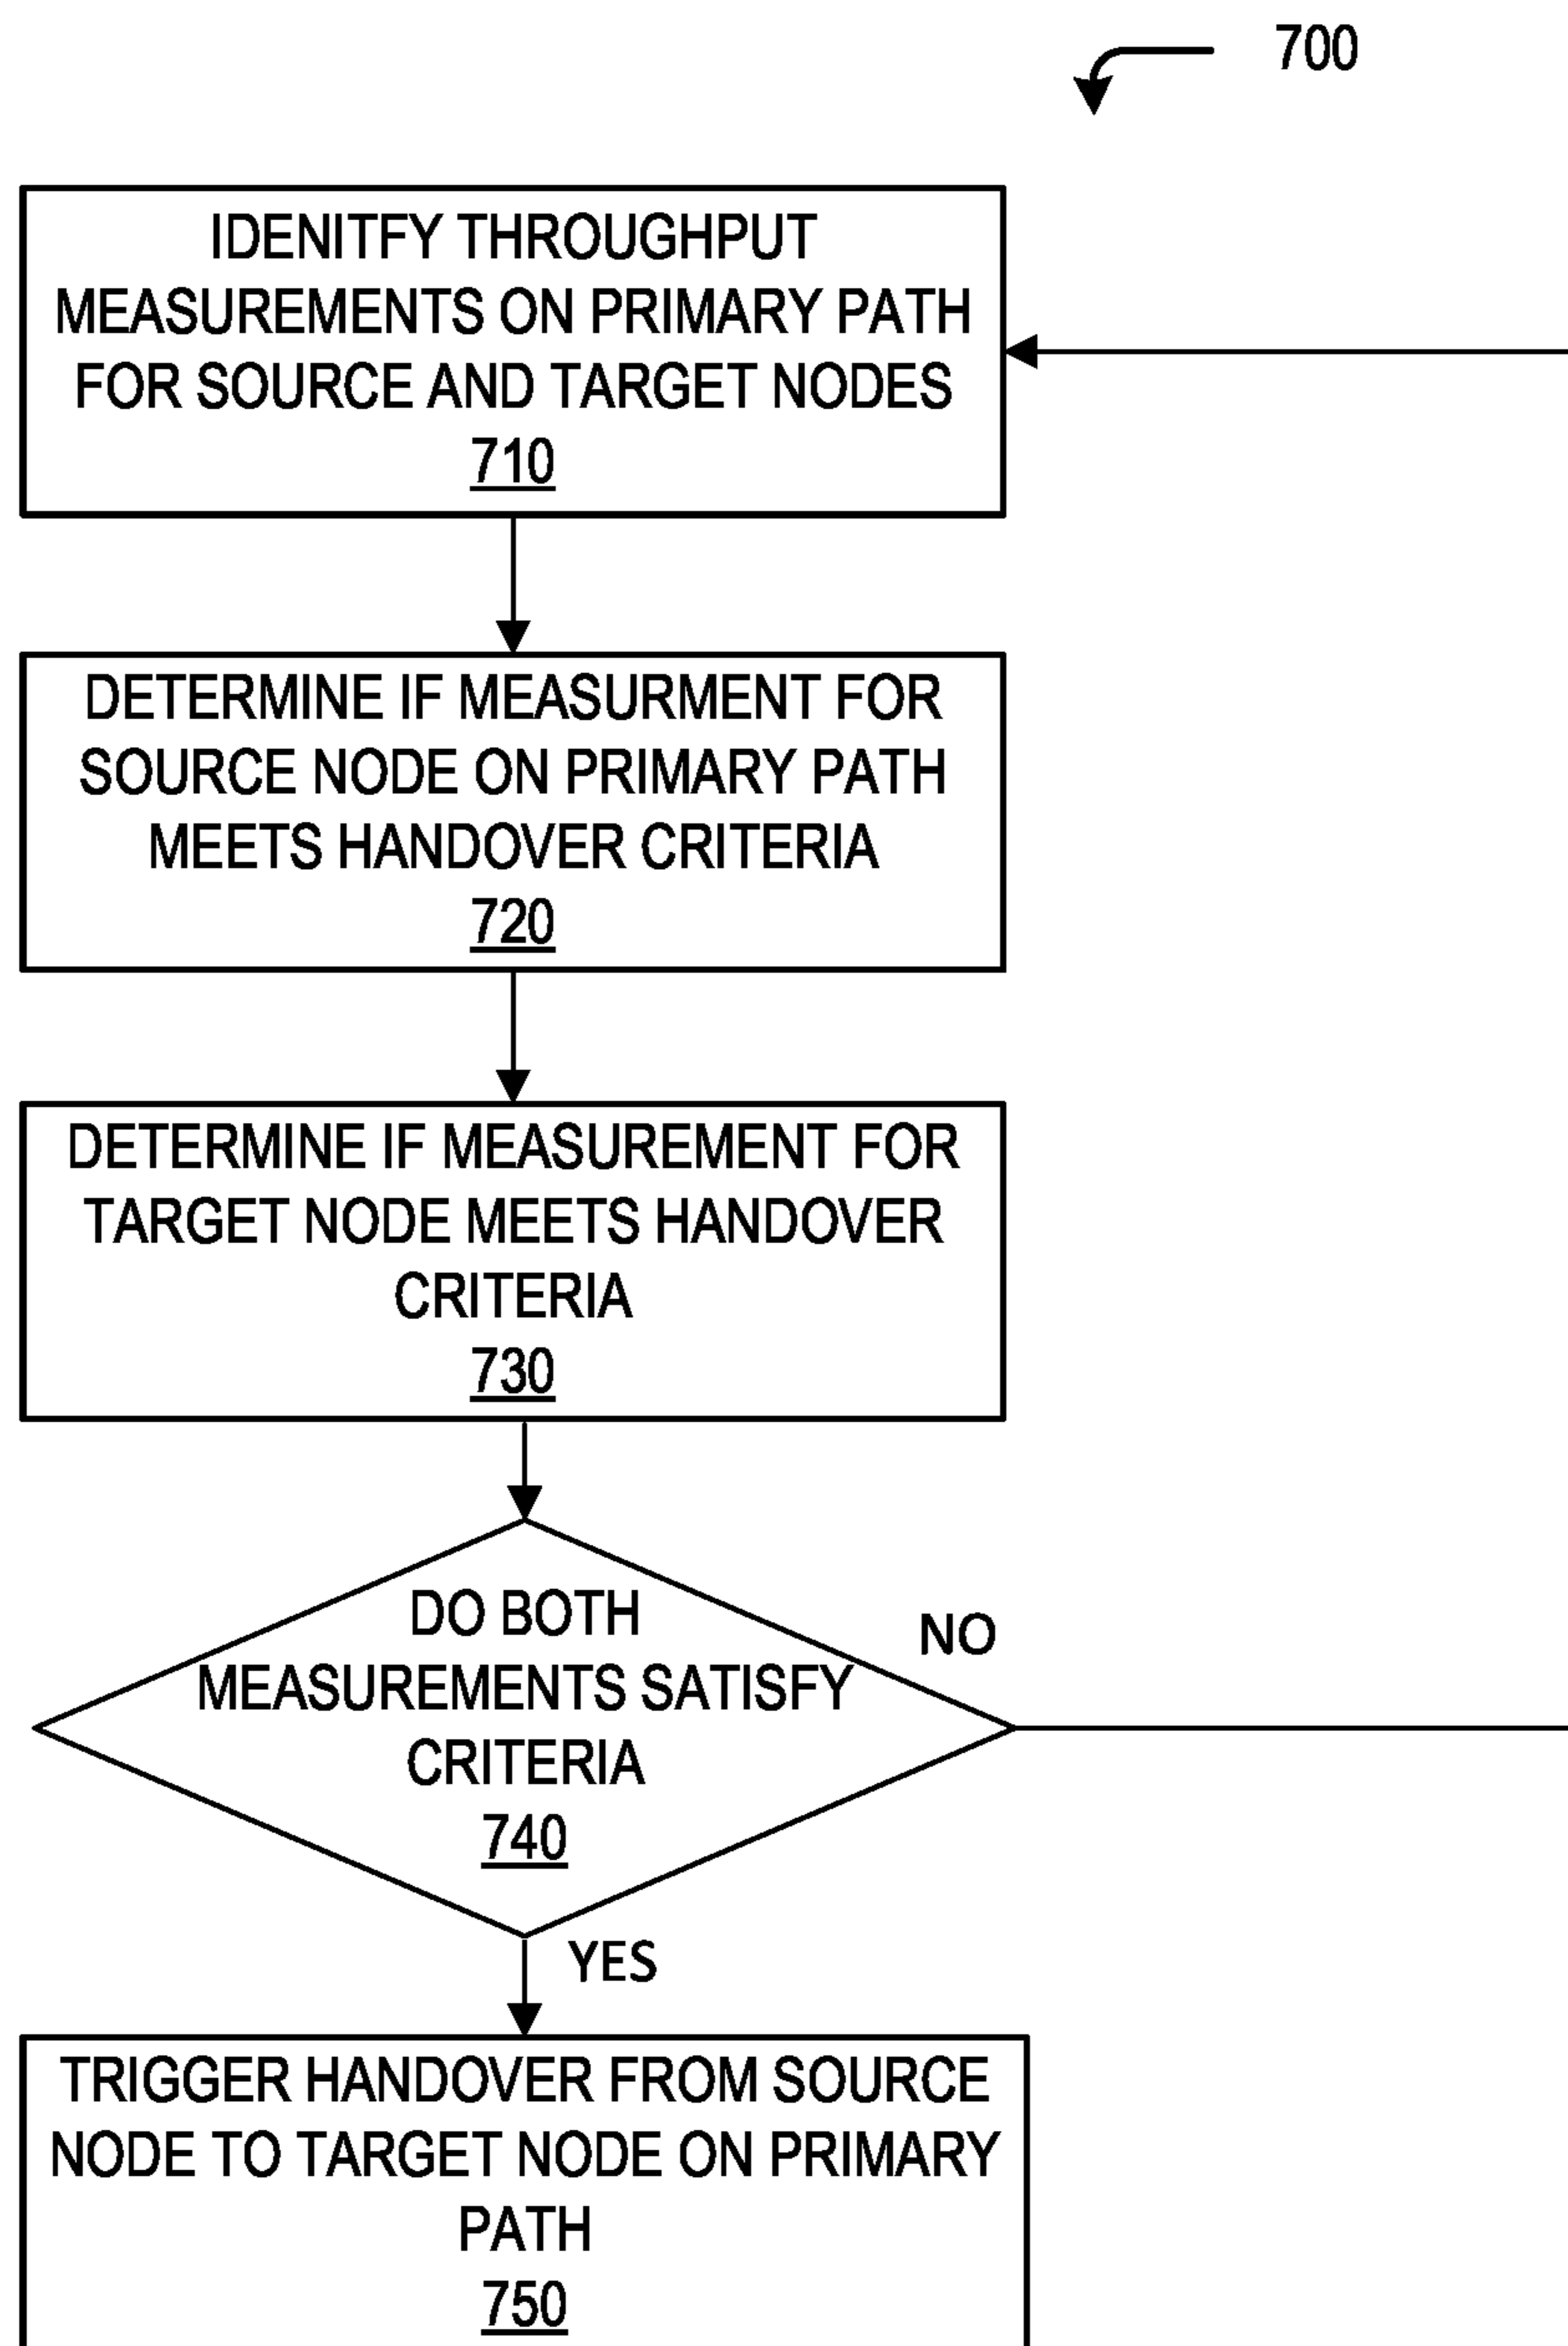 700
IDENITFY THROUGHPUT
MEASUREMENTS ON PRIMARY PATH
FOR SOURCE AND TARGET NODES
710
DETERMINE IF MEASURMENT FOR
SOURCE NODE ON PRIMARY PATH
MEETS HANDOVER CRITERIA
720
DETERMINE IF MEASUREMENT FOR
TARGET NODE MEETS HANDOVER
CRITERIA
730
DO BOTH
MEASUREMENTS SATISFY
CRITERIA
740
NO
YES
TRIGGER HANDOVER FROM SOURCE
NODE TO TARGET NODE ON PRIMARY
PATH
750